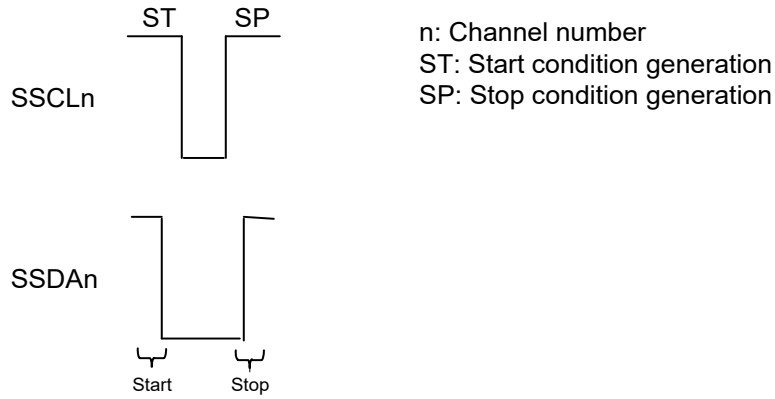 ST SP
n: Channel number
ST: Start condition generation
SP: Stop condition generation
SSCLn
SSDAn
Start Stop